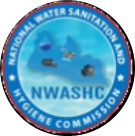 NATIONAL WATER SANITATION AND
NWASHC
HYGIENE COMMISSION